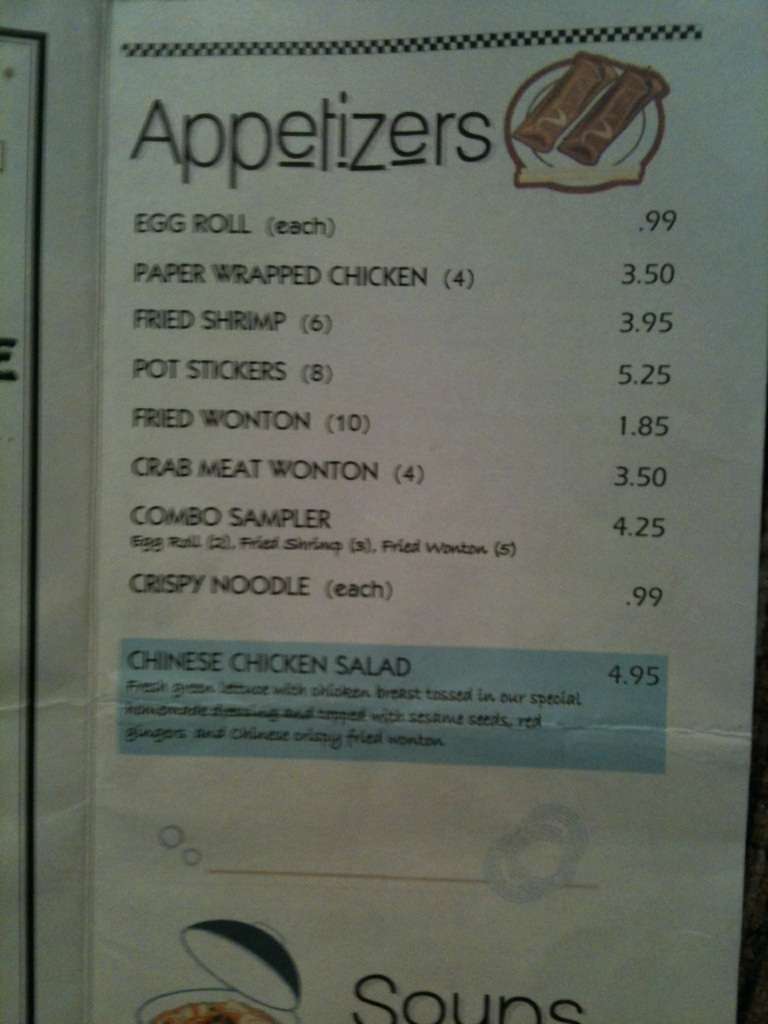 Appetizers
EGG ROLL (each) .99
PAPER WRAPPED CHICKEN (4) 3.50
FRIED SHRIMP (6) 3.95
POT STICKERS (8) 5.25
FRIED WONTON (10) 1.85
CRAB MEAT WONTON (4) 3.50
COMBO SAMPLER 4.25
Egg Roll (2), Fried Shrimp (3), Fried Wonton (5)
CRISPY NOODLE (each) .99
CHINESE CHICKEN SALAD 4.95
Fresh green lettuce with chicken breast tossed in our special
homemade dressing and topped with sesame seeds, red
gingers and Chinese crispy fried wonton
Soups